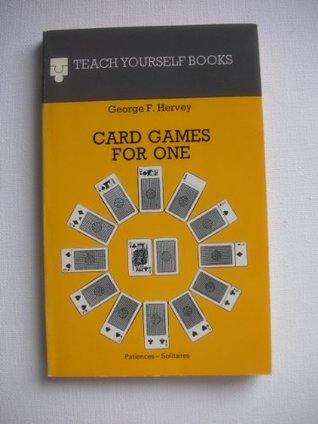 TEACH YOURSELF BOOKS
George F. Hervey
CARD GAMES
FOR ONE
Patiences – Solitaires